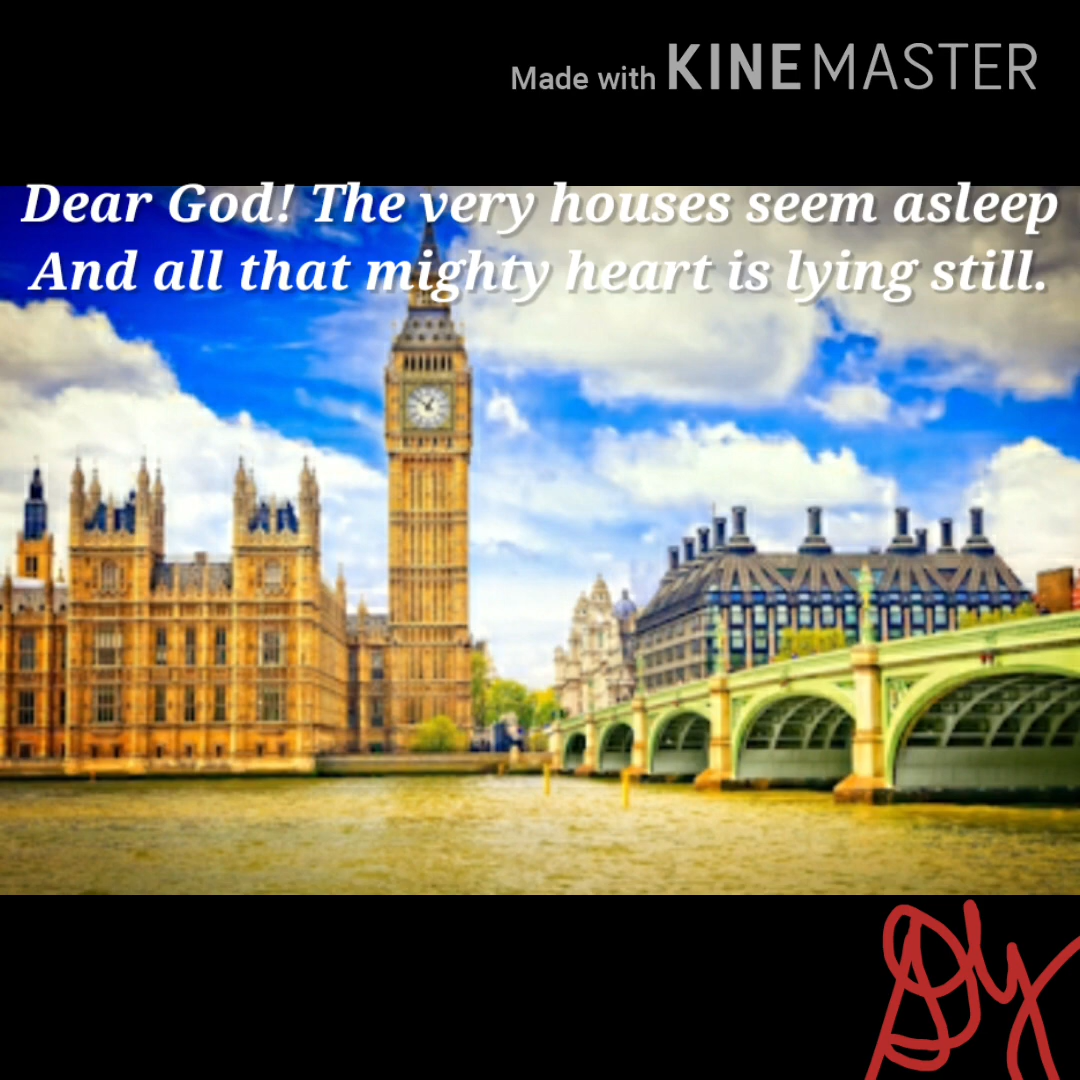 Made with KINEMASTER
Dear God! The very houses seem asleep
And all that mighty heart is lying still.